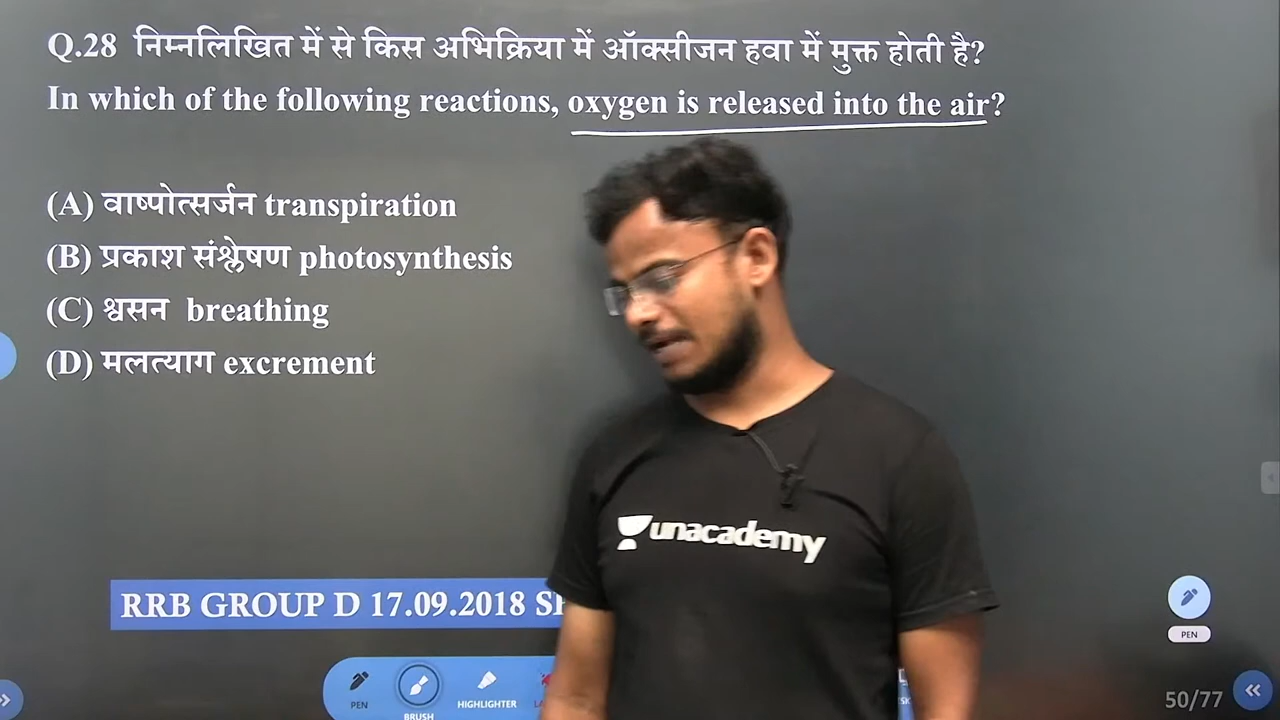 Q.28 निम्नलिखित में से किस अभिक्रिया में ऑक्सीजन हवा में मुक्त होती है?
In which of the following reactions, oxygen is released into the air?
(A) वाष्पोत्सर्जन transpiration
(B) प्रकाश संश्लेषण photosynthesis
(C) श्वसन breathing
(D) मलत्याग excrement
unacademy
RRB GROUP D 17.09.2018
PEN
PEN
BRUSH
HIGHLIGHTER
50/77